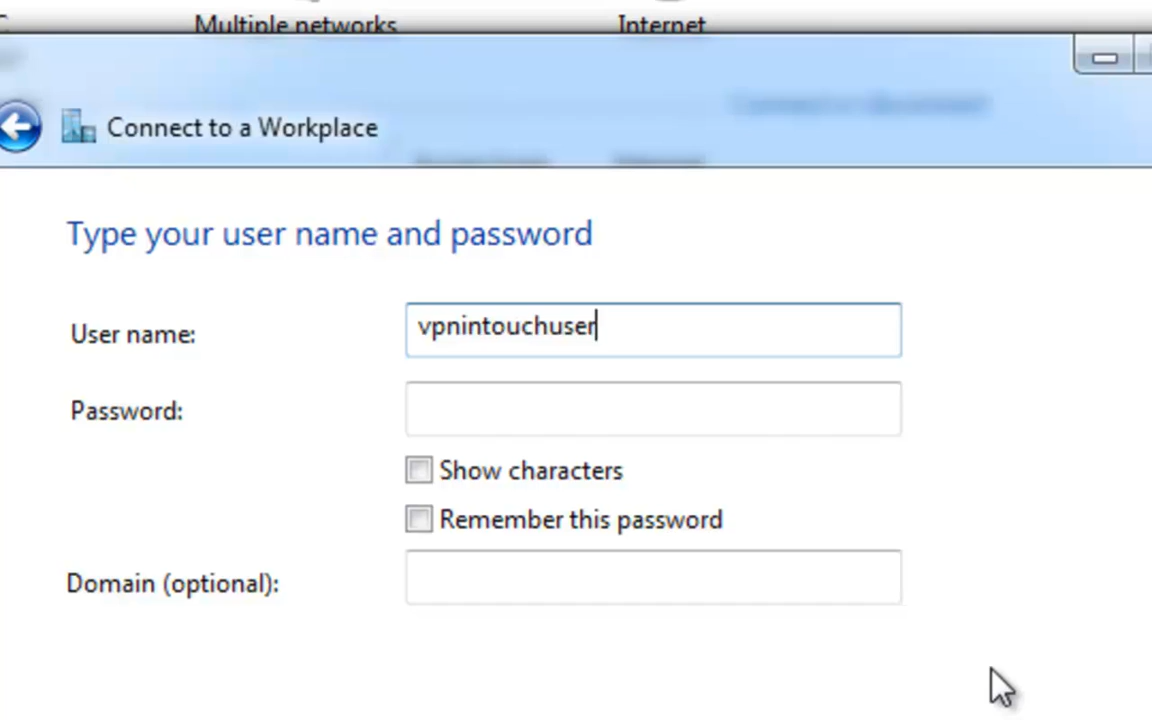 Multiple networks Internet
Connect to a Workplace
Type your user name and password
User name: vpnintouchuser
Password:
Show characters
Remember this password
Domain (optional):